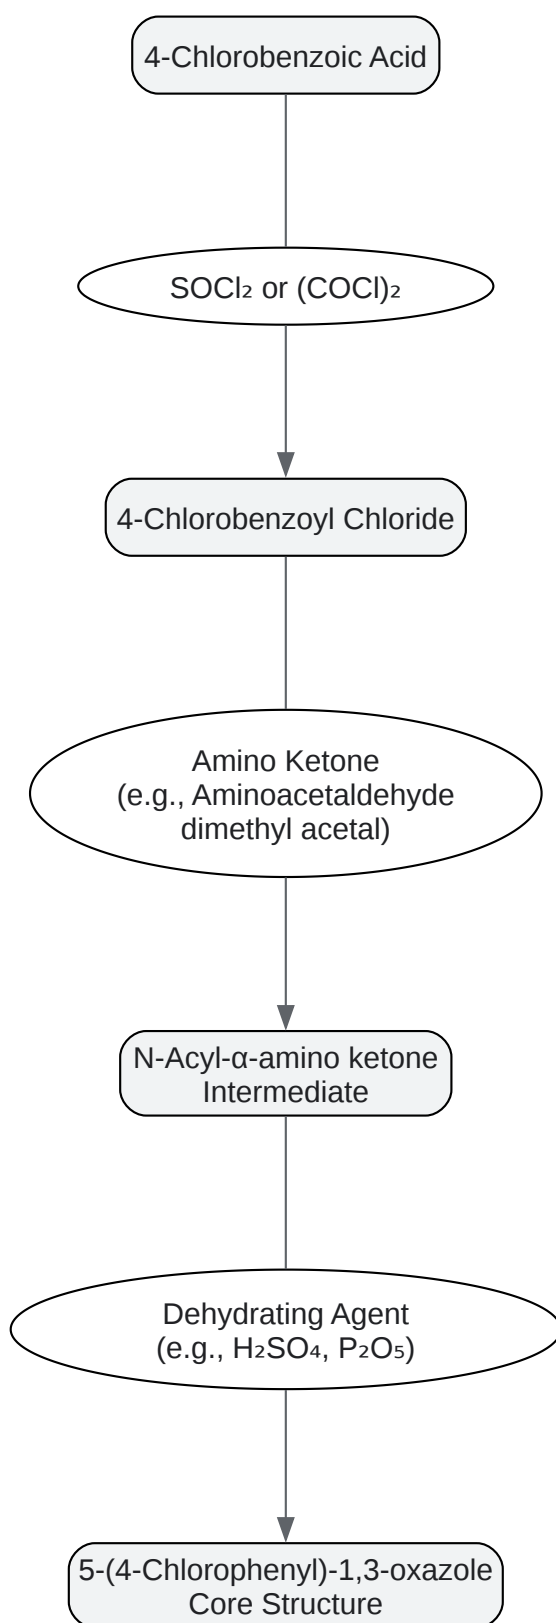 4-Chlorobenzoic Acid
SOCl₂ or (COCl)₂
4-Chlorobenzoyl Chloride
Amino Ketone
(e.g., Aminoacetaldehyde
dimethyl acetal)
N-Acyl-α-amino ketone
Intermediate
Dehydrating Agent
(e.g., H₂SO₄, P₂O₅)
5-(4-Chlorophenyl)-1,3-oxazole
Core Structure